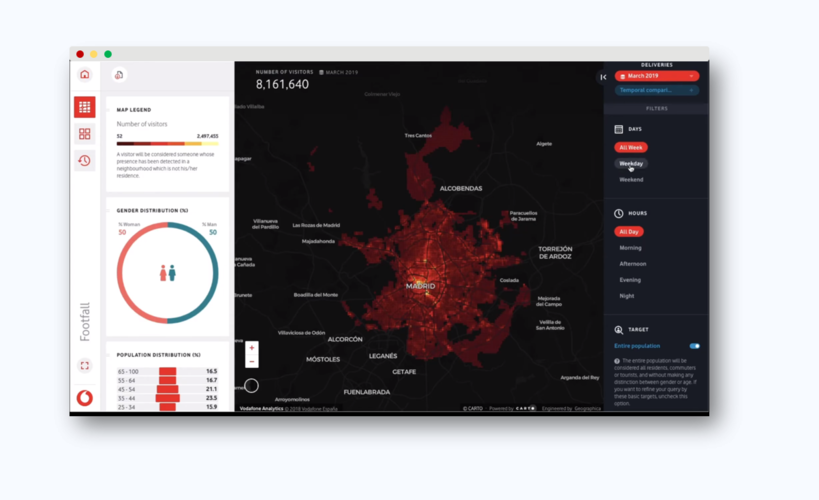 NUMBER OF VISITORS MARCH 2019
8,161,640
MAP LEGEND
Number of visitors
52 2,497,455
A visitor will be considered someone whose
presence has been detected in a
neighbourhood which is not his/her
residence.
GENDER DISTRIBUTION (%)
% Woman % Man
50 50
POPULATION DISTRIBUTION (%)
65 - 100 16.5
55 - 64 16.7
45 - 54 21.1
35 - 44 23.5
25 - 34 15.9
Footfall
Colmenar Viejo
Tres Cantos
Algete
ALCOBENDAS
Paracuellos
de Jarama
Villanueva
del Pardillo
Las Rozas de Madrid
Majadahonda
TORREJÓN
DE ARDOZ
MADRID
Coslada
Boadilla del Monte
Mejorada
del Campo
Velilla de
San Antonio
Villaviciosa de Odón
ALCORCÓN
MÓSTOLES
LEGANÉS
GETAFE
FUENLABRADA
Arganda del Rey
Arroyomolinos
+
−
Vodafone Analytics © 2018 Vodafone España
© CARTO Powered by CARTO Engineered by Geographica
DELIVERIES
March 2019
Temporal compari...
FILTERS
DAYS
All Week
Weekday
Weekend
HOURS
All Day
Morning
Afternoon
Evening
Night
TARGET
Entire population
The entire population will be
considered all residents, commuters
or tourists, and without making any
distinction between gender or age. If
you want to refine your query by
these basic targets, uncheck this
option.